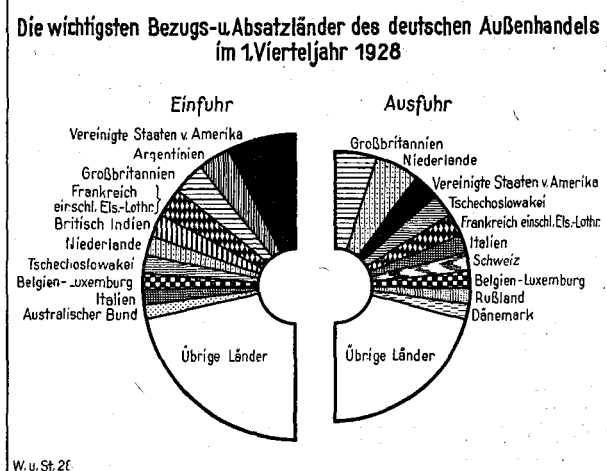 Die wichtigsten Bezugs-u.Absatzländer des deutschen Außenhandels
im 1.Vierteljahr 1928
Einfuhr
Vereinigte Staaten v. Amerika
Argentinien
Großbritannien
Frankreich
einschl. Els.-Lothr.
Britisch Indien
Niederlande
Tschechoslowakei
Belgien-Luxemburg
Italien
Australischer Bund
Übrige Länder
Ausfuhr
Großbritannien
Niederlande
Vereinigte Staaten v. Amerika
Tschechoslowakei
Frankreich einschl. Els.-Lothr.
Italien
Schweiz
Belgien-Luxemburg
Rußland
Dänemark
Übrige Länder
W. u. St. 28